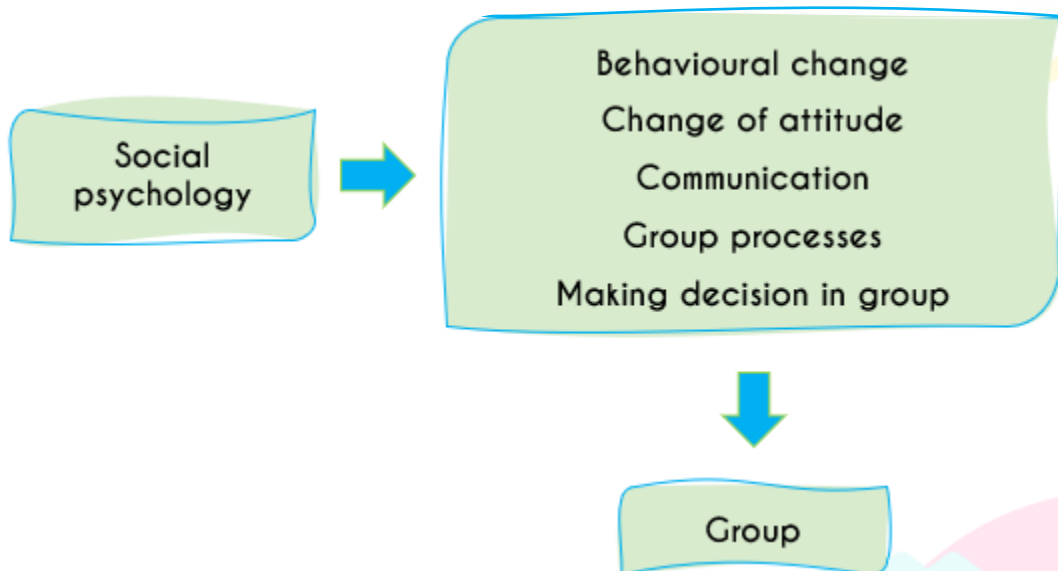 Social
psychology
Behavioural change
Change of attitude
Communication
Group processes
Making decision in group
Group